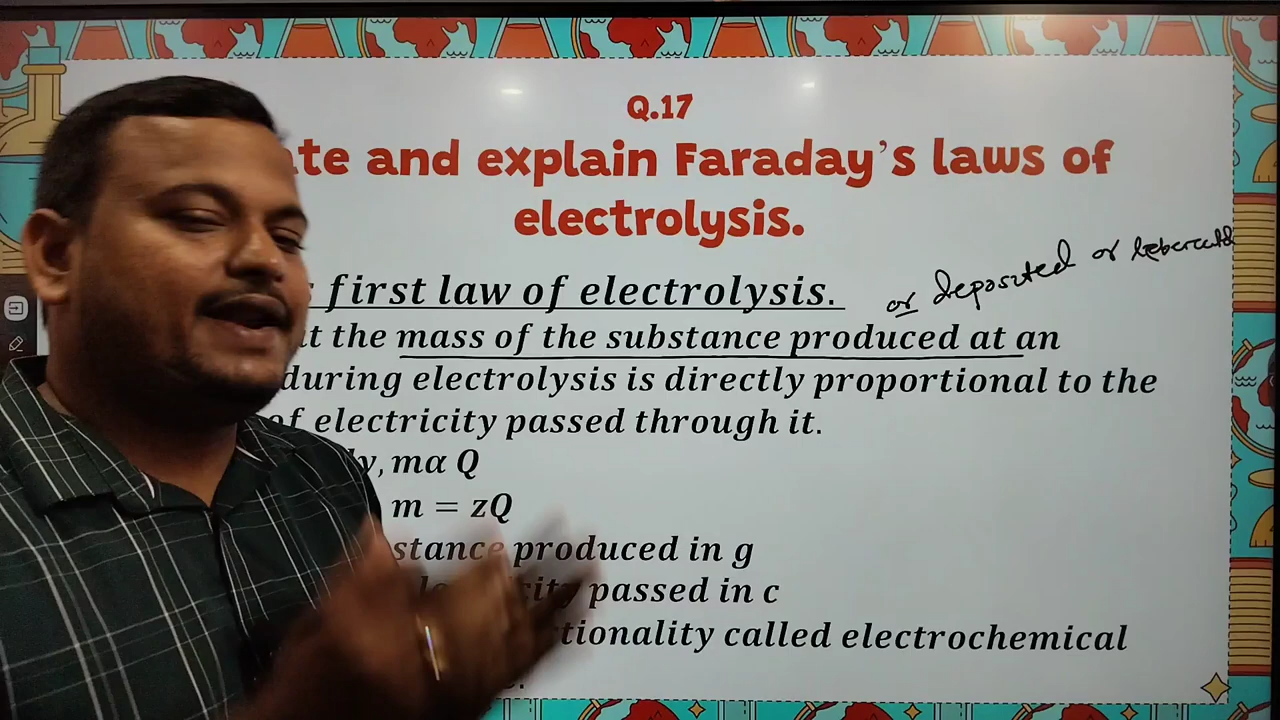 Q.17
ate and explain Faraday's laws of
electrolysis.
first law of electrolysis.
or deposited or
the mass of the substance produced at an
during electrolysis is directly proportional to the
of electricity passed through it.
y, mα Q
m = zQ
stance produced in g
city passed in c
ctionality called electrochemical